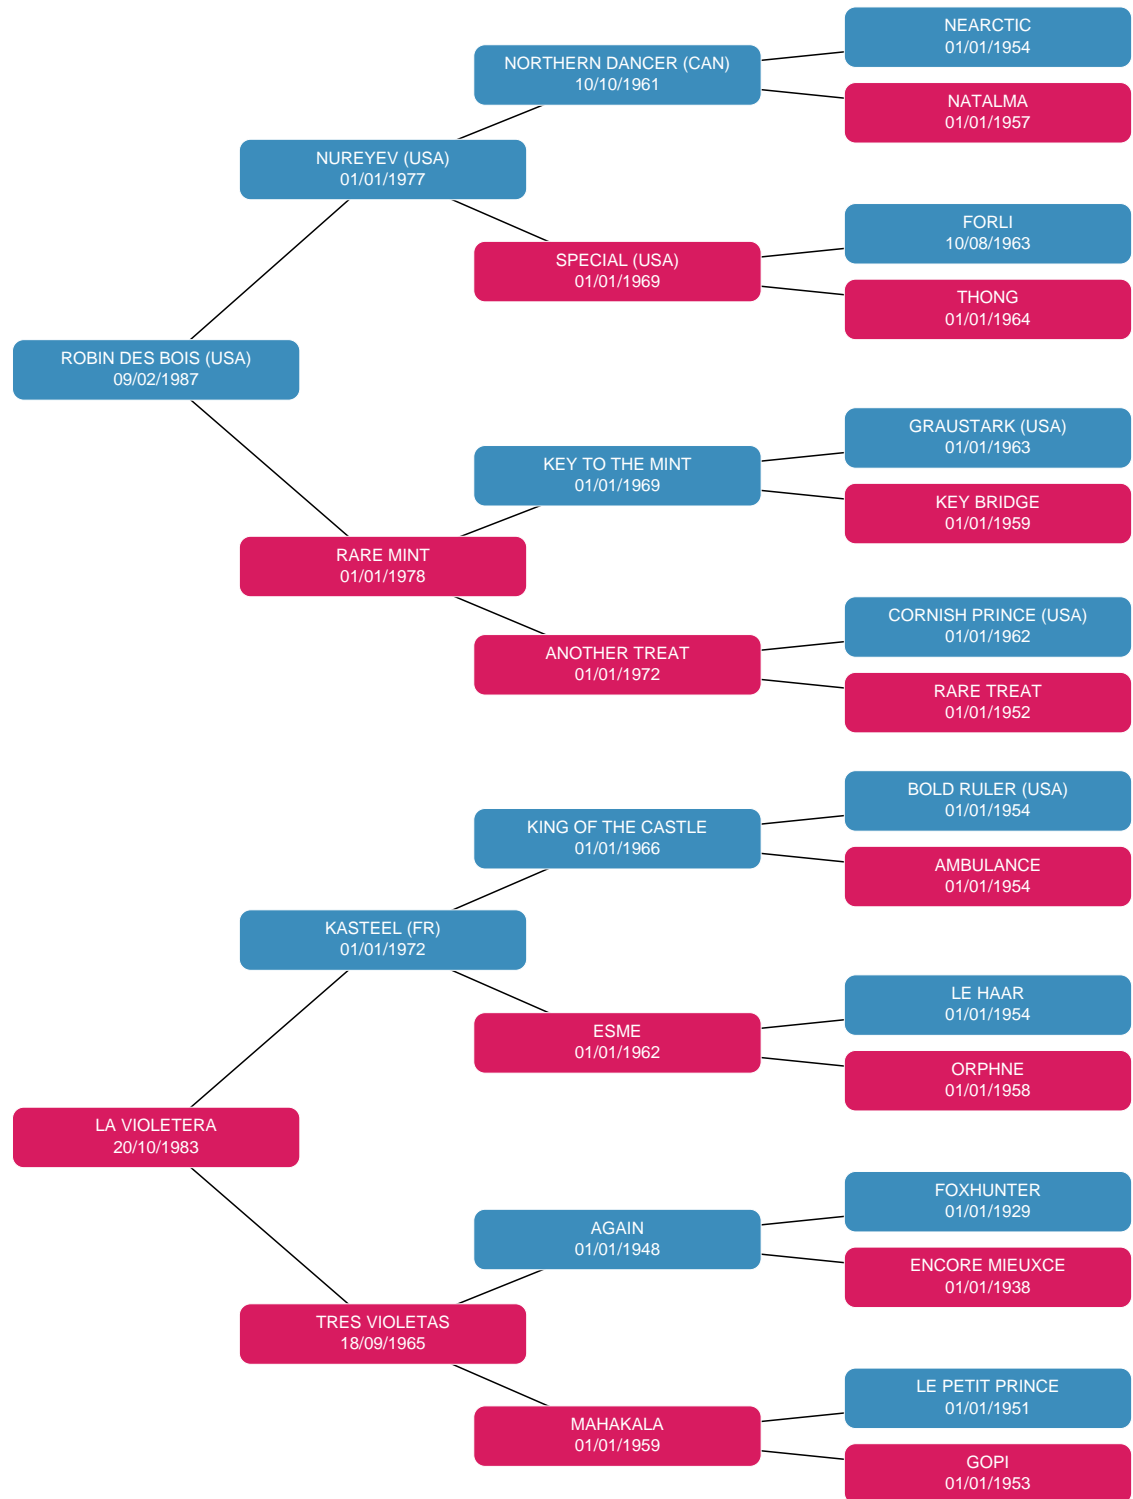 NEARCTIC
01/01/1954
NORTHERN DANCER (CAN)
10/10/1961
NATALMA
01/01/1957
NUREYEV (USA)
01/01/1977
FORLI
10/08/1963
SPECIAL (USA)
01/01/1969
THONG
01/01/1964
ROBIN DES BOIS (USA)
09/02/1987
GRAUSTARK (USA)
01/01/1963
KEY TO THE MINT
01/01/1969
KEY BRIDGE
01/01/1959
RARE MINT
01/01/1978
CORNISH PRINCE (USA)
01/01/1962
ANOTHER TREAT
01/01/1972
RARE TREAT
01/01/1952
BOLD RULER (USA)
01/01/1954
KING OF THE CASTLE
01/01/1966
AMBULANCE
01/01/1954
KASTEEL (FR)
01/01/1972
LE HAAR
01/01/1954
ESME
01/01/1962
ORPHNE
01/01/1958
LA VIOLETERA
20/10/1983
FOXHUNTER
01/01/1929
AGAIN
01/01/1948
ENCORE MIEUXCE
01/01/1938
TRES VIOLETAS
18/09/1965
LE PETIT PRINCE
01/01/1951
MAHAKALA
01/01/1959
GOPI
01/01/1953